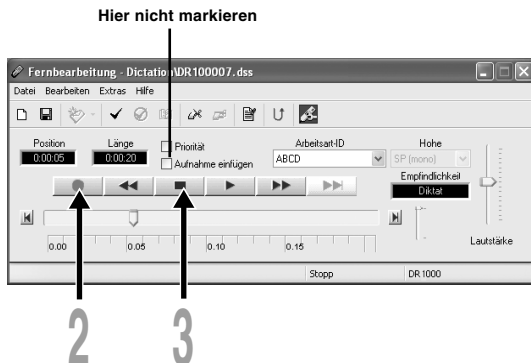 Hier nicht markieren
Fernbearbeitung - Dictation\DR100007.dss
Datei Bearbeiten Extras Hilfe
Position Länge Priorität Arbeitsart-ID Hohe
0:00:05 0:00:20 Aufnahme einfügen ABCD SP (mono)
Empfindlichkeit
Diktat
0.00 0.05 0.10 0.15 Lautstärke
Stopp DR1000
2 3